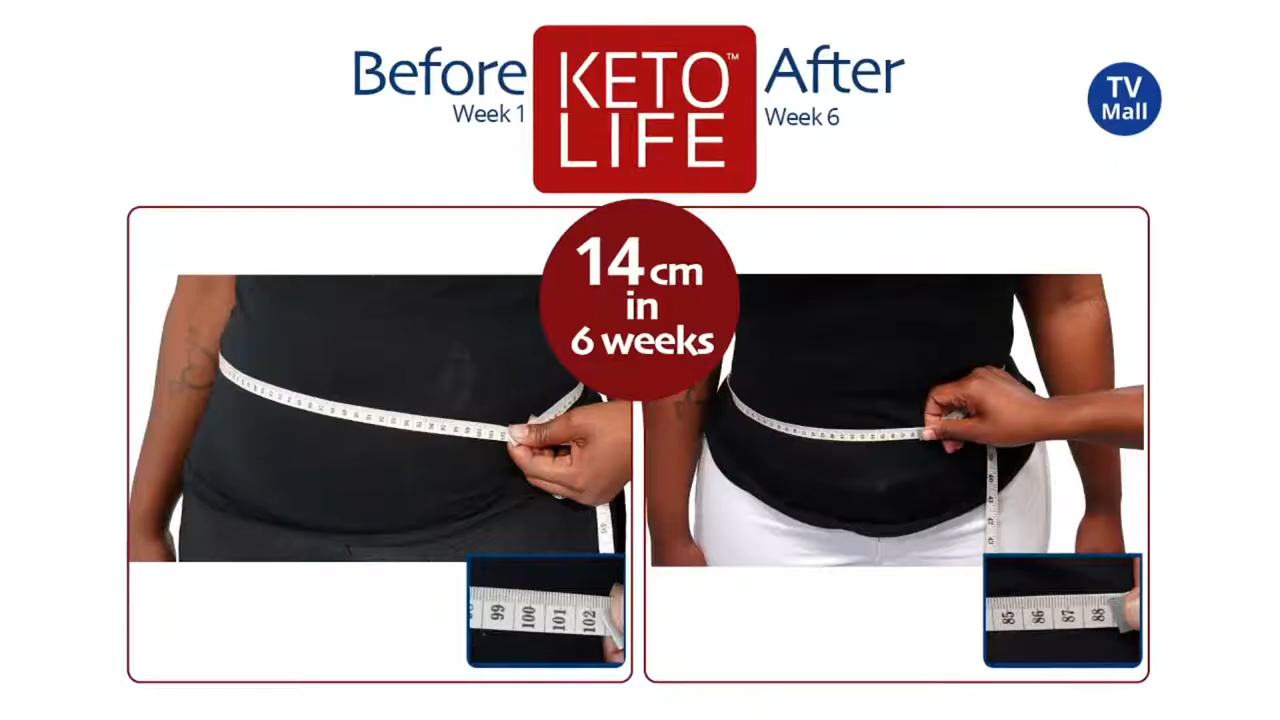 Before
Week 1
KETO™
LIFE
After
Week 6
TV
Mall
14 cm
in
6 weeks
99 100 101 102
85 86 87 88